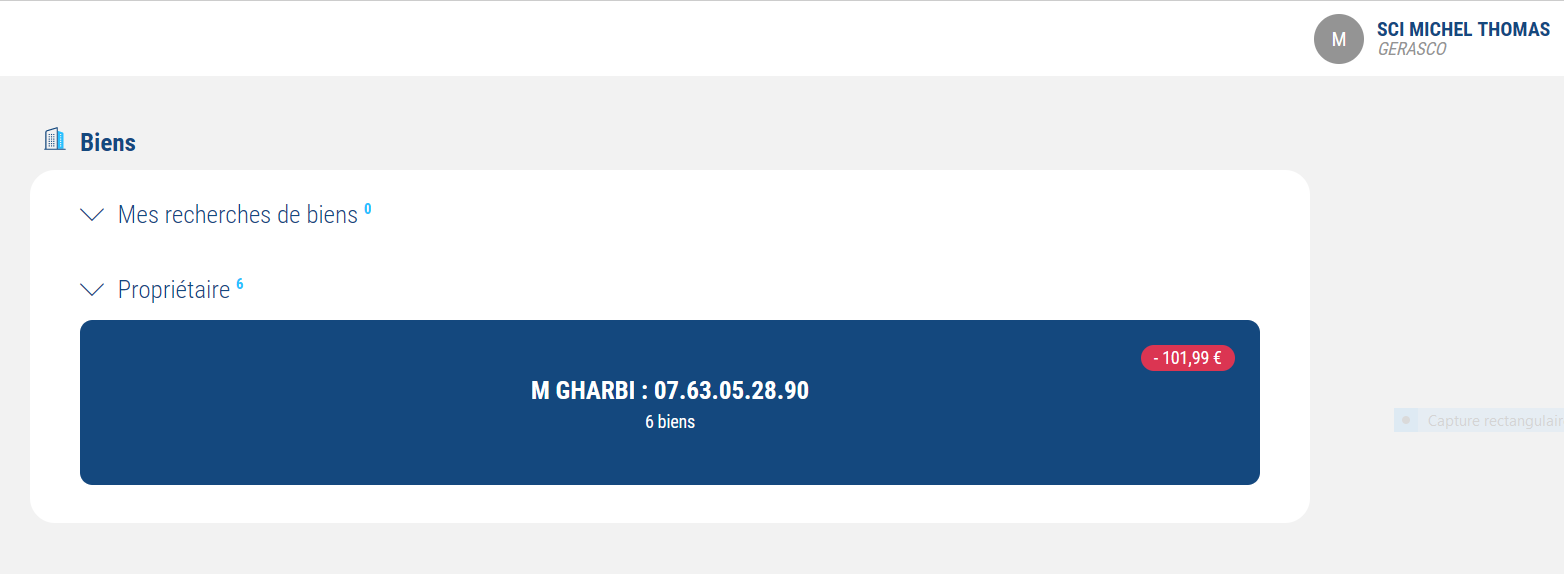 M
SCI MICHEL THOMAS
GERASCO
Biens
Mes recherches de biens 0
Propriétaire 6
- 101,99 €
M GHARBI : 07.63.05.28.90
6 biens
Capture rectangulair